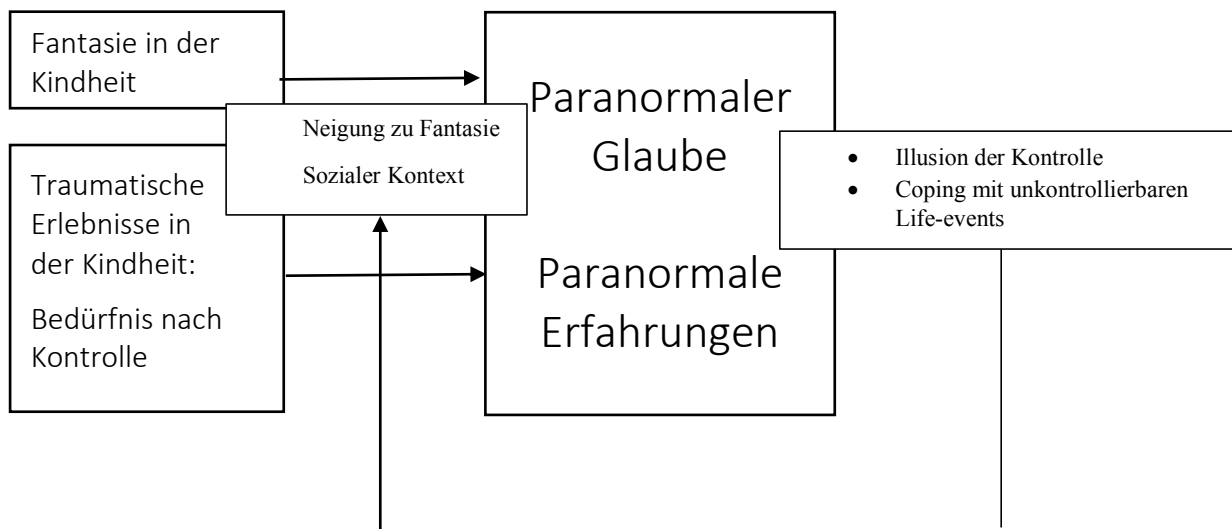 Fantasie in der
Kindheit
Neigung zu Fantasie
Sozialer Kontext
Traumatische
Erlebnisse in
der Kindheit:
Bedürfnis nach
Kontrolle
Paranormaler
Glaube
Paranormale
Erfahrungen
• Illusion der Kontrolle
• Coping mit unkontrollierbaren
Life-events